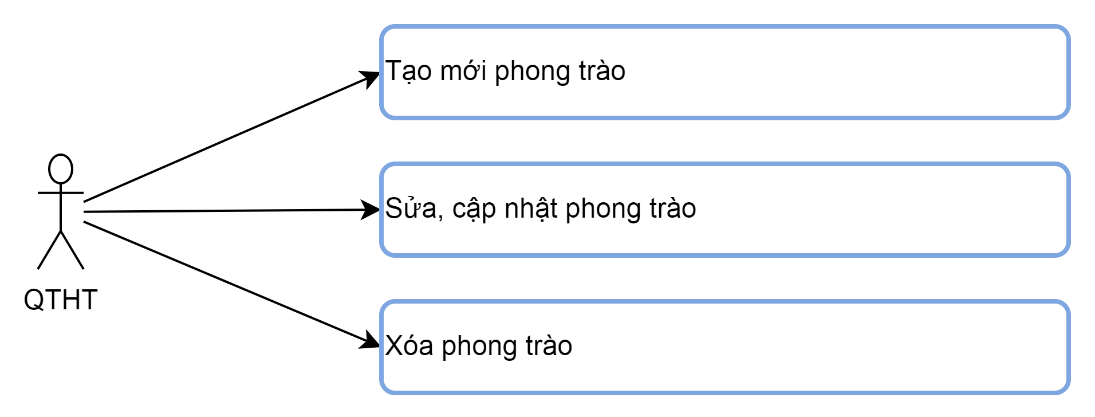 Tạo mới phong trào
Sửa, cập nhật phong trào
QTHT
Xóa phong trào